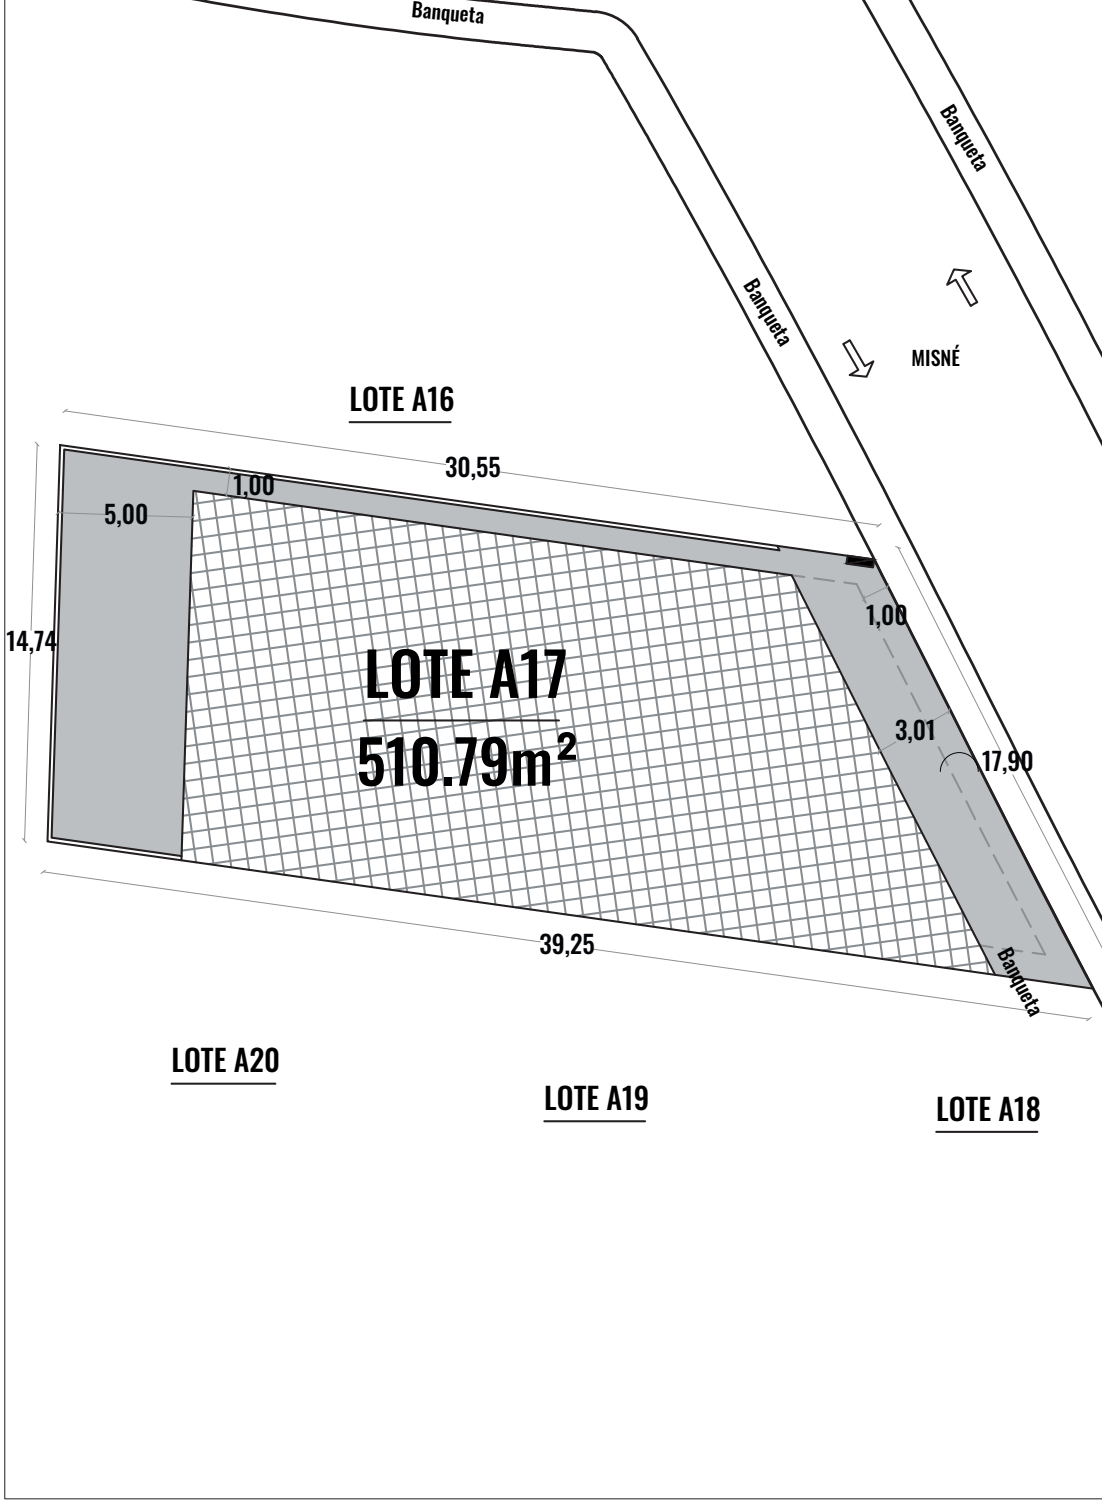 Banqueta
Banqueta
Banqueta
MISNÉ
LOTE A16
30,55
1,00
5,00
1,00
14,74
LOTE A17
510.79m²
3,01
17,90
39,25
Banqueta
LOTE A20
LOTE A19
LOTE A18